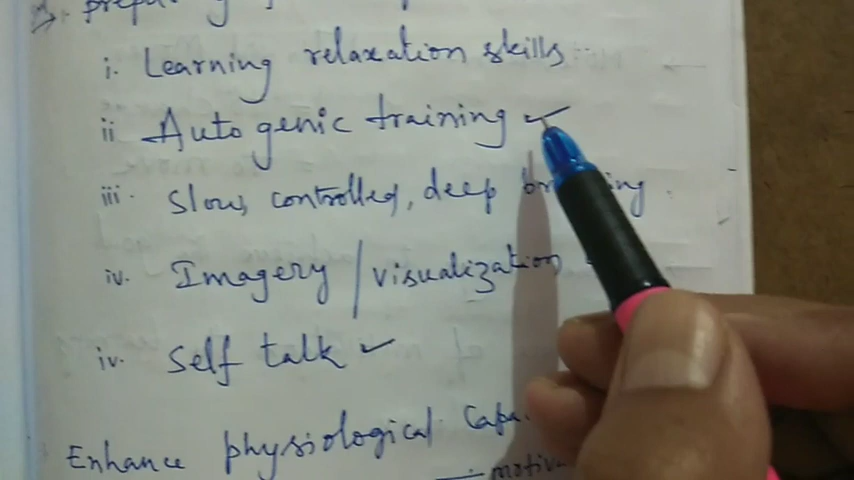 i. Learning relaxation skills
ii Autogenic training
iii. Slow, controlled, deep
iv. Imagery / visualization
iv. Self talk
Enhance physiological